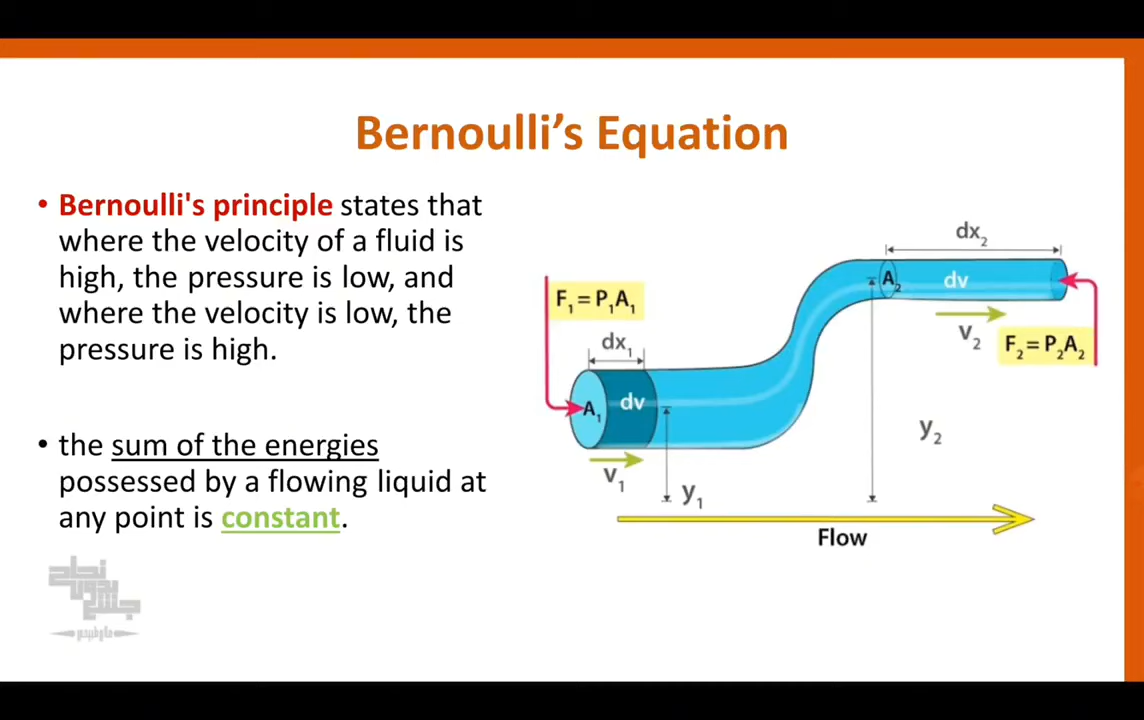 Bernoulli’s Equation
• Bernoulli's principle states that
where the velocity of a fluid is
high, the pressure is low, and
where the velocity is low, the
pressure is high.
• the sum of the energies
possessed by a flowing liquid at
any point is constant.
dx₂
A₂
dv
F₁ = P₁A₁
v₂
F₂ = P₂A₂
dx₁
A₁
dv
y₂
v₁
y₁
Flow